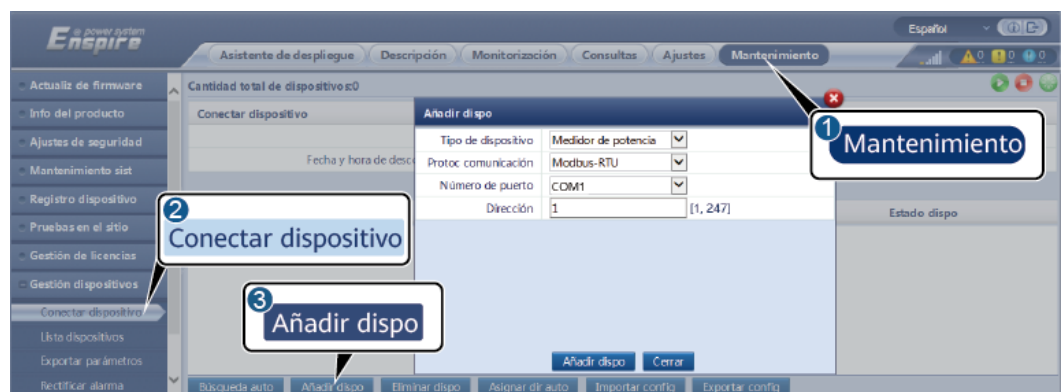 e power system
Enspire
Español
Asistente de despliegue Descripción Monitorización Consultas Ajustes Mantenimiento
0 0 0
Actualiz de firmware
Info del producto
Ajustes de seguridad
Mantenimiento sist
Registro dispositivo
Pruebas en el sitio
Gestión de licencias
Gestión dispositivos
Conectar dispositivo
Lista dispositivos
Exportar parámetros
Rectificar alarma
Cantidad total de dispositivos:0
Conectar dispositivo
Fecha y hora de desc
Estado dispo
Añadir dispo
Tipo de dispositivo Medidor de potencia
Protoc comunicación Modbus-RTU
Número de puerto COM1
Dirección 1 [1, 247]
Añadir dispo Cerrar
1 Mantenimiento
2 Conectar dispositivo
3 Añadir dispo
Búsqueda auto Añadir dispo Eliminar dispo Asignar dir auto Importar config Exportar config